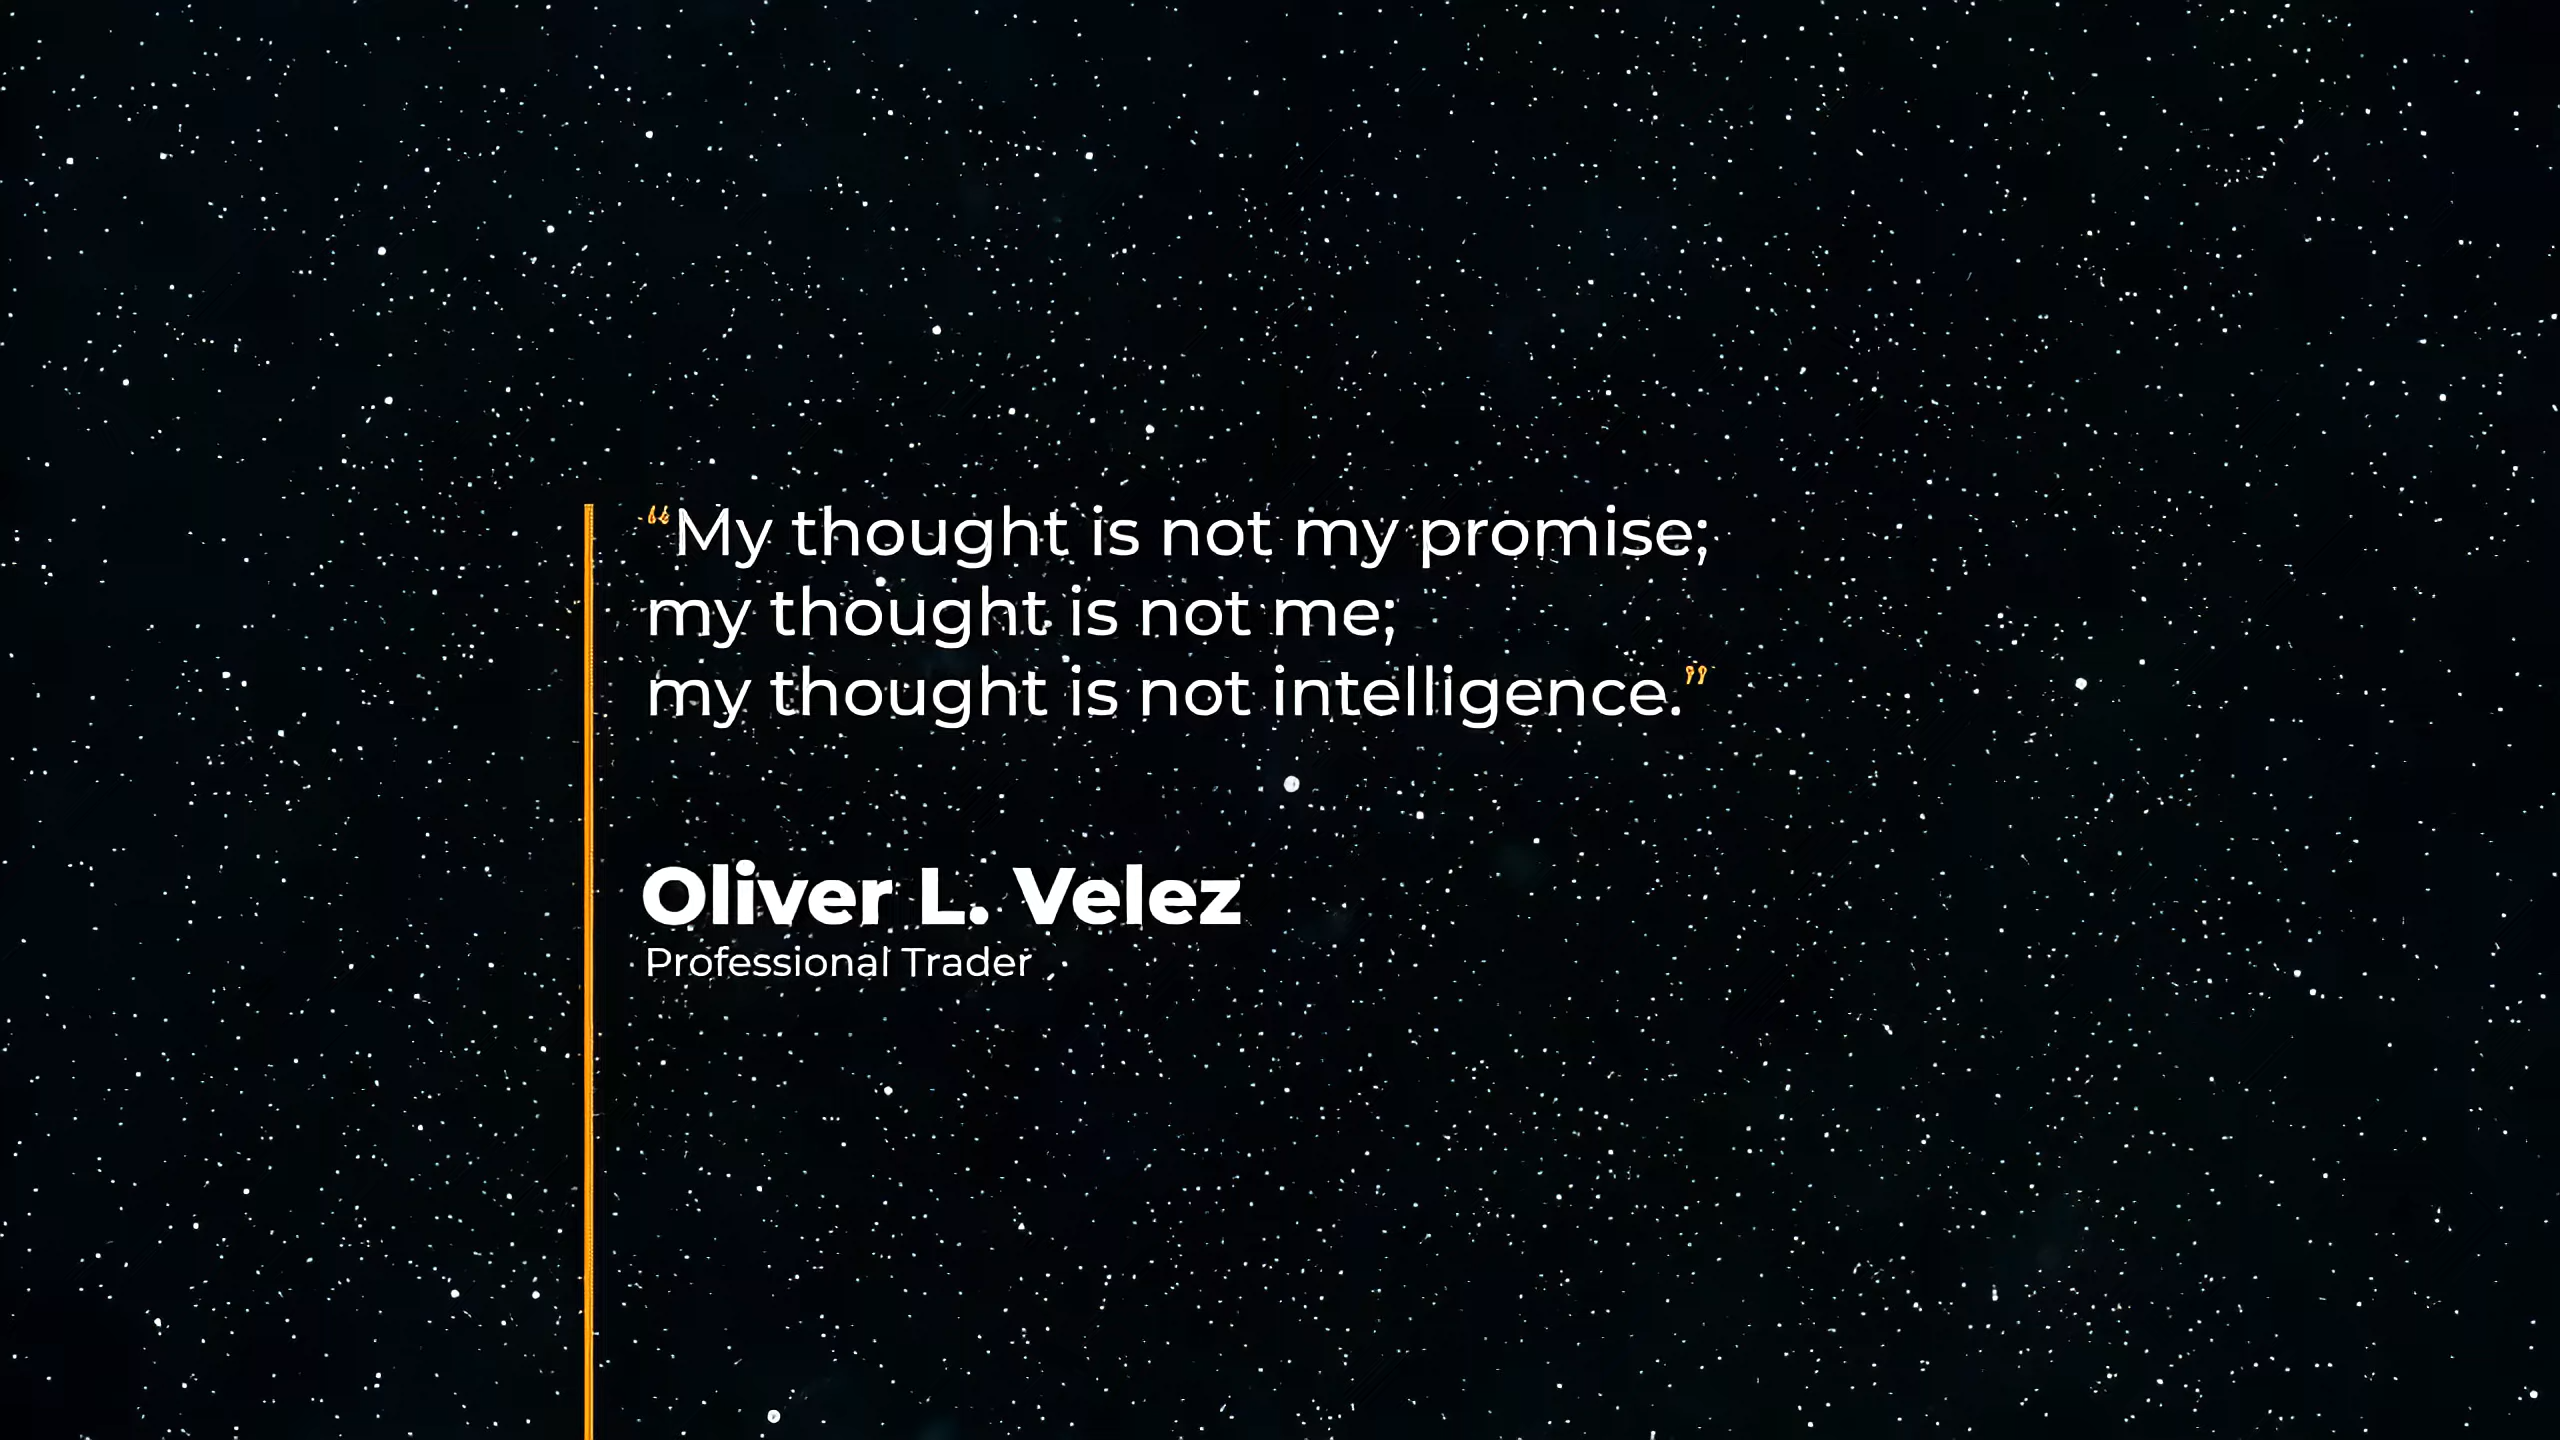 “My thought is not my promise;
my thought is not me;
my thought is not intelligence.”
Oliver L. Velez
Professional Trader